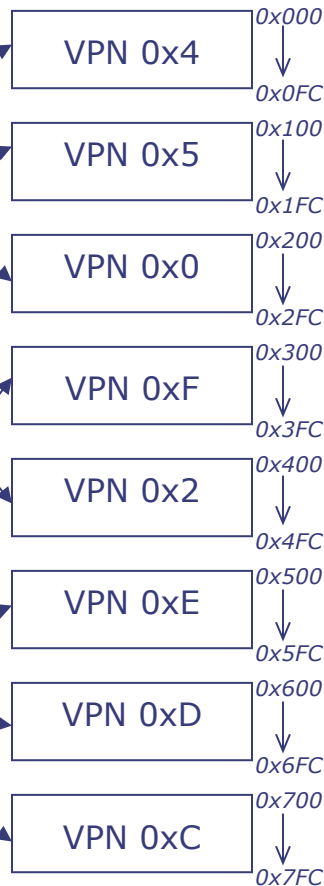 0x000
VPN 0x4
0x0FC
0x100
VPN 0x5
0x1FC
0x200
VPN 0x0
0x2FC
0x300
VPN 0xF
0x3FC
0x400
VPN 0x2
0x4FC
0x500
VPN 0xE
0x5FC
0x600
VPN 0xD
0x6FC
0x700
VPN 0xC
0x7FC